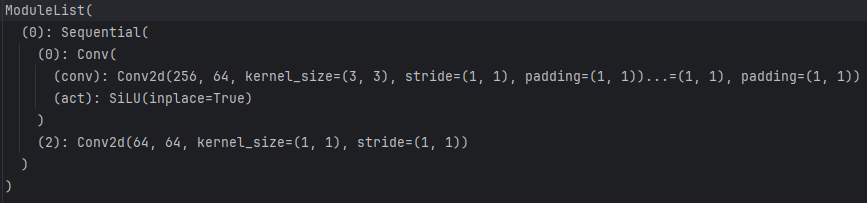 ModuleList(
  (0): Sequential(
    (0): Conv(
      (conv): Conv2d(256, 64, kernel_size=(3, 3), stride=(1, 1), padding=(1, 1))...=(1, 1), padding=(1, 1))
      (act): SiLU(inplace=True)
    )
    (2): Conv2d(64, 64, kernel_size=(1, 1), stride=(1, 1))
  )
)